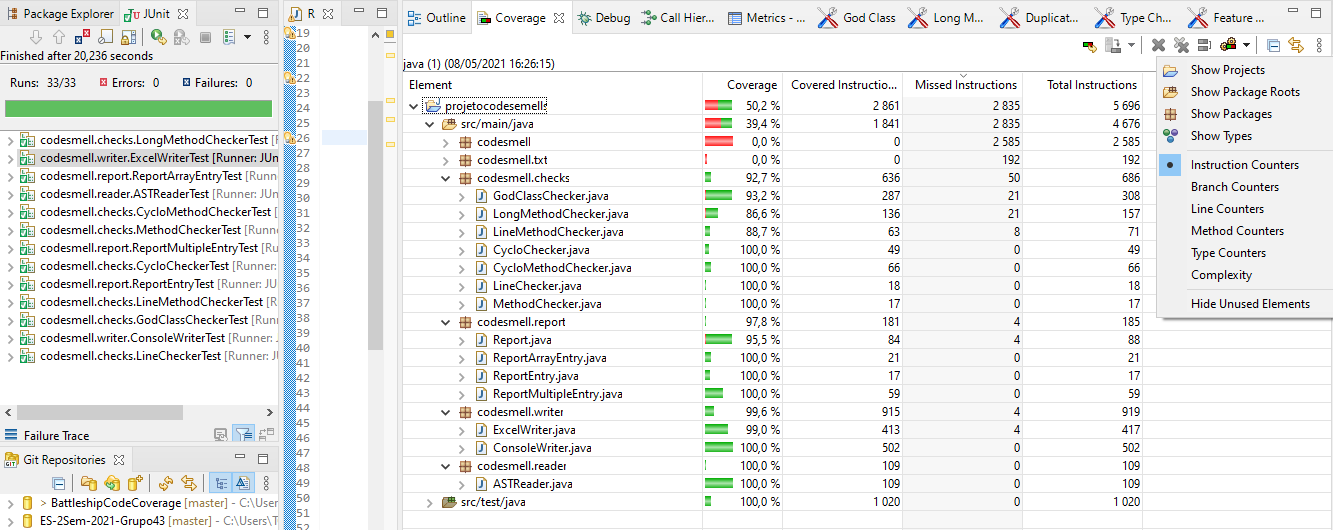 Package Explorer JUnit
Finished after 20,236 seconds
Runs: 33/33 Errors: 0 Failures: 0
codesmell.checks.LongMethodCheckerTest [Runner: JUn
codesmell.writer.ExcelWriterTest [Runner: JUnit
codesmell.report.ReportArrayEntryTest [Runner:
codesmell.reader.ASTReaderTest [Runner: JUnit
codesmell.checks.CycloMethodCheckerTest [Runn
codesmell.checks.MethodCheckerTest [Runner: JU
codesmell.report.ReportMultipleEntryTest [Runner:
codesmell.checks.CycloCheckerTest [Runner: JUni
codesmell.report.ReportEntryTest [Runner: JUnit
codesmell.checks.LineMethodCheckerTest [Runne
codesmell.checks.GodClassCheckerTest [Runner: J
codesmell.writer.ConsoleWriterTest [Runner: JUni
codesmell.checks.LineCheckerTest [Runner: JUnit
Failure Trace
Git Repositories
GIT
> BattleshipCodeCoverage [master] - C:\User
ES-2Sem-2021-Grupo43 [master] - C:\Users\T
R
19
20
21
22
23
24
25
26
27
28
29
30
31
32
33
34
35
36
37
38
39
40
41
42
43
44
45
46
47
48
49
50
51
52
Outline Coverage Debug Call Hier... Metrics - ... God Class Long M... Duplicat... Type Ch... Feature ...
java (1) (08/05/2021 16:26:15)
Element Coverage Covered Instructio... Missed Instructions Total Instructions
projetocodesemells 50,2 % 2 861 2 835 5 696
src/main/java 39,4 % 1 841 2 835 4 676
codesmell 0,0 % 0 2 585 2 585
codesmell.txt 0,0 % 0 192 192
codesmell.checks 92,7 % 636 50 686
GodClassChecker.java 93,2 % 287 21 308
LongMethodChecker.java 86,6 % 136 21 157
LineMethodChecker.java 88,7 % 63 8 71
CycloChecker.java 100,0 % 49 0 49
CycloMethodChecker.java 100,0 % 66 0 66
LineChecker.java 100,0 % 18 0 18
MethodChecker.java 100,0 % 17 0 17
codesmell.report 97,8 % 181 4 185
Report.java 95,5 % 84 4 88
ReportArrayEntry.java 100,0 % 21 0 21
ReportEntry.java 100,0 % 17 0 17
ReportMultipleEntry.java 100,0 % 59 0 59
codesmell.writer 99,6 % 915 4 919
ExcelWriter.java 99,0 % 413 4 417
ConsoleWriter.java 100,0 % 502 0 502
codesmell.reader 100,0 % 109 0 109
ASTReader.java 100,0 % 109 0 109
src/test/java 100,0 % 1 020 0 1 020
Show Projects
Show Package Roots
Show Packages
Show Types
Instruction Counters
Branch Counters
Line Counters
Method Counters
Type Counters
Complexity
Hide Unused Elements